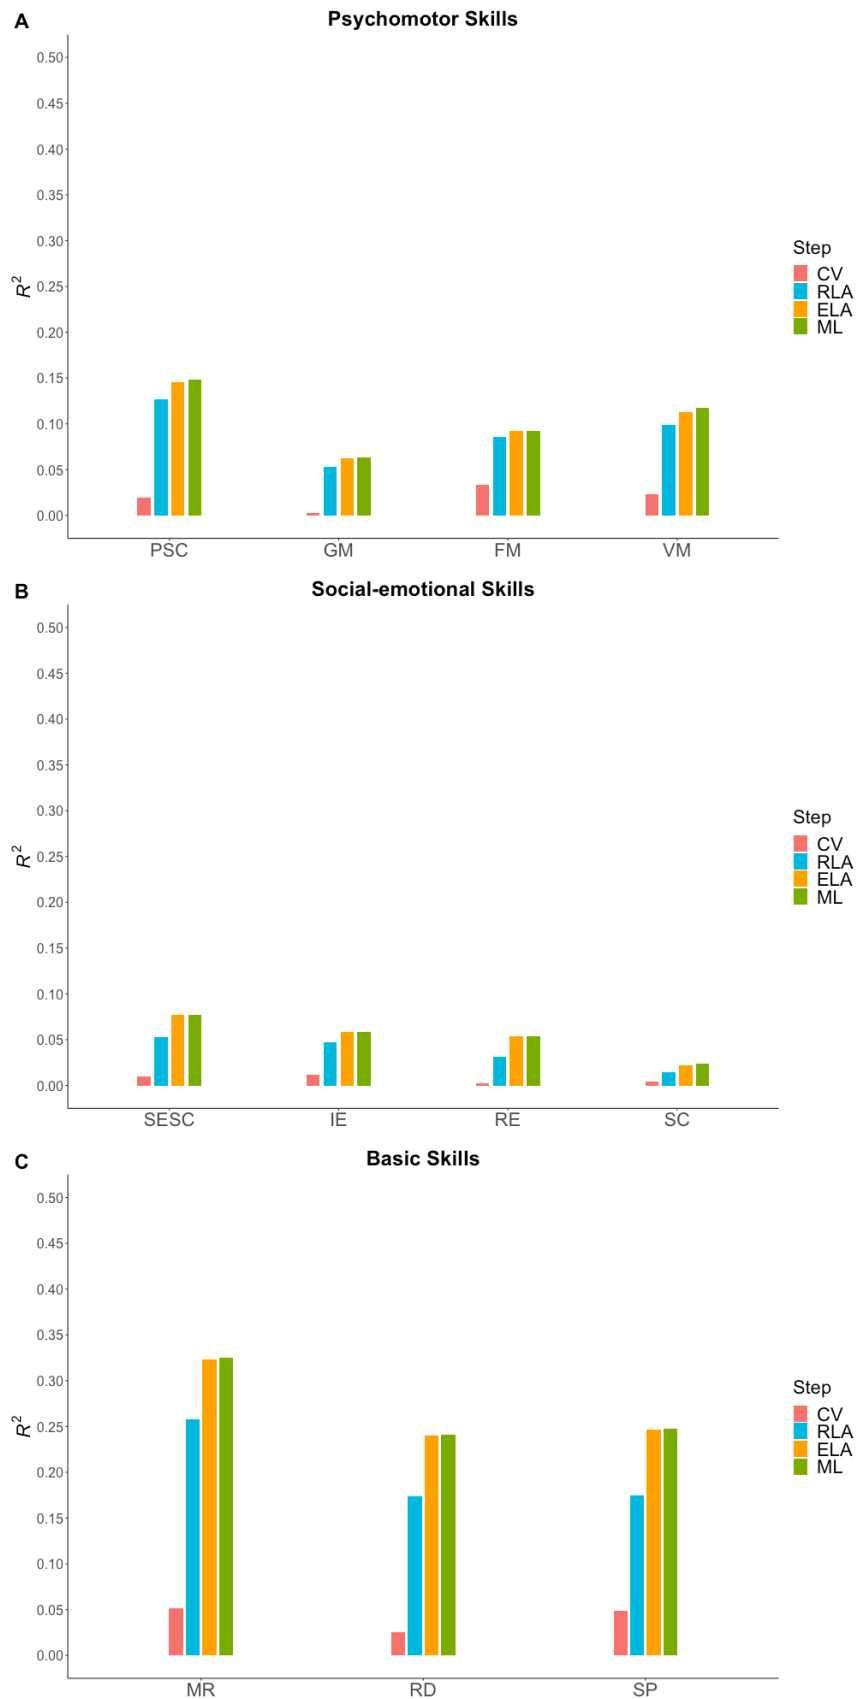 A
Psychomotor Skills
0.50
0.45
0.40
0.35
0.30
0.25
0.20
0.15
0.10
0.05
0.00
R²
PSC GM FM VM
Step
CV
RLA
ELA
ML
B
Social-emotional Skills
0.50
0.45
0.40
0.35
0.30
0.25
0.20
0.15
0.10
0.05
0.00
R²
SESC IE RE SC
Step
CV
RLA
ELA
ML
C
Basic Skills
0.50
0.45
0.40
0.35
0.30
0.25
0.20
0.15
0.10
0.05
0.00
R²
MR RD SP
Step
CV
RLA
ELA
ML